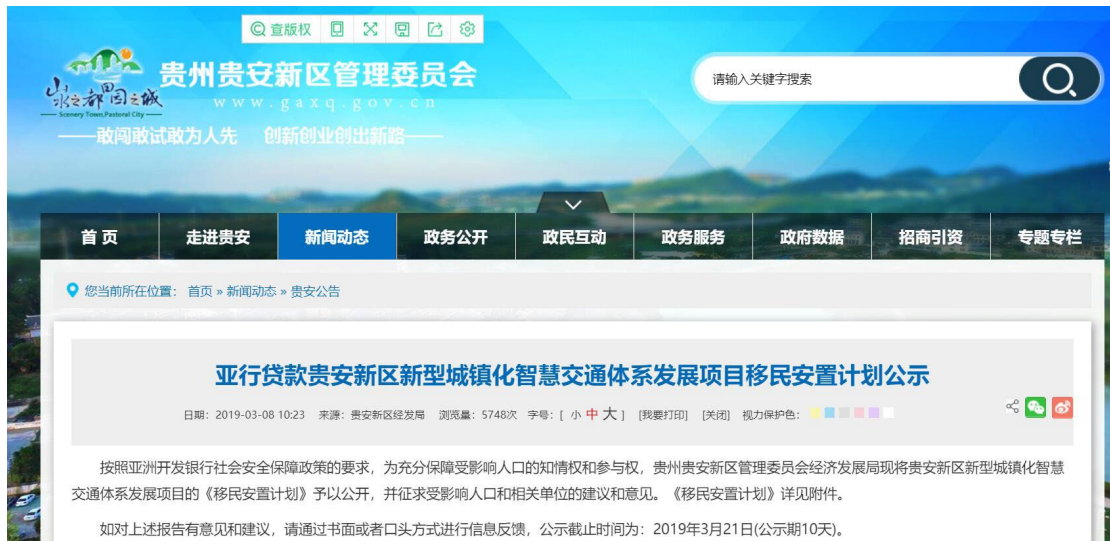 查版权
贵州贵安新区管理委员会
www.gaxq.gov.cn
山水之都 田园之城
Scenery Town,Pastoral City
——敢闯敢试敢为人先 创新创业创出新路——
请输入关键字搜索
首页 走进贵安 新闻动态 政务公开 政民互动 政务服务 政府数据 招商引资 专题专栏
您当前所在位置： 首页 » 新闻动态 » 贵安公告
亚行贷款贵安新区新型城镇化智慧交通体系发展项目移民安置计划公示
日期：2019-03-08 10:23 来源：贵安新区经发局 浏览量：5748次 字号：[ 小 中 大 ] [我要打印] [关闭] 视力保护色：
按照亚洲开发银行社会安全保障政策的要求，为充分保障受影响人口的知情权和参与权，贵州贵安新区管理委员会经济发展局现将贵安新区新型城镇化智慧
交通体系发展项目的《移民安置计划》予以公开，并征求受影响人口和相关单位的建议和意见。《移民安置计划》详见附件。
如对上述报告有意见和建议，请通过书面或者口头方式进行信息反馈，公示截止时间为：2019年3月21日(公示期10天)。